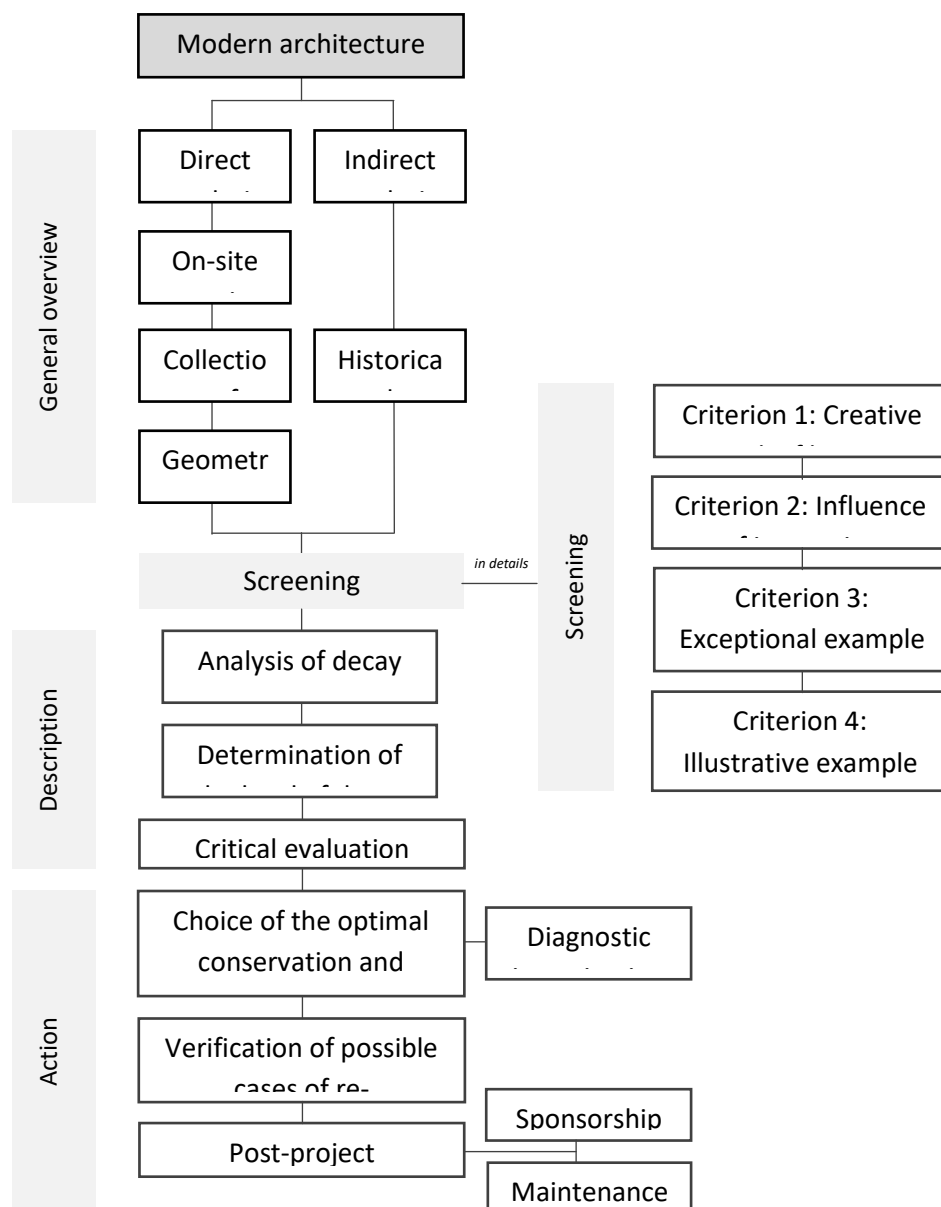 Modern architecture
General overview
Direct
Indirect
On-site
Collectio
Historica
Geometr
Screening
in details
Screening
Criterion 1: Creative
Criterion 2: Influence
Criterion 3:
Exceptional example
Criterion 4:
Illustrative example
Description
Analysis of decay
Determination of
Critical evaluation
Action
Choice of the optimal
conservation and
Diagnostic
Verification of possible
cases of re-
Post-project
Sponsorship
Maintenance